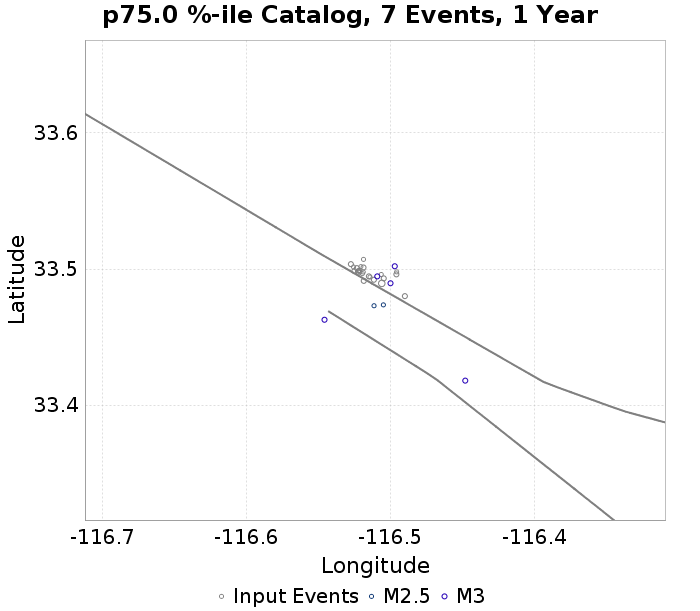 p75.0 %-ile Catalog, 7 Events, 1 Year
33.6
33.5
33.4
Latitude
-116.7 -116.6 -116.5 -116.4
Longitude
Input Events M2.5 M3